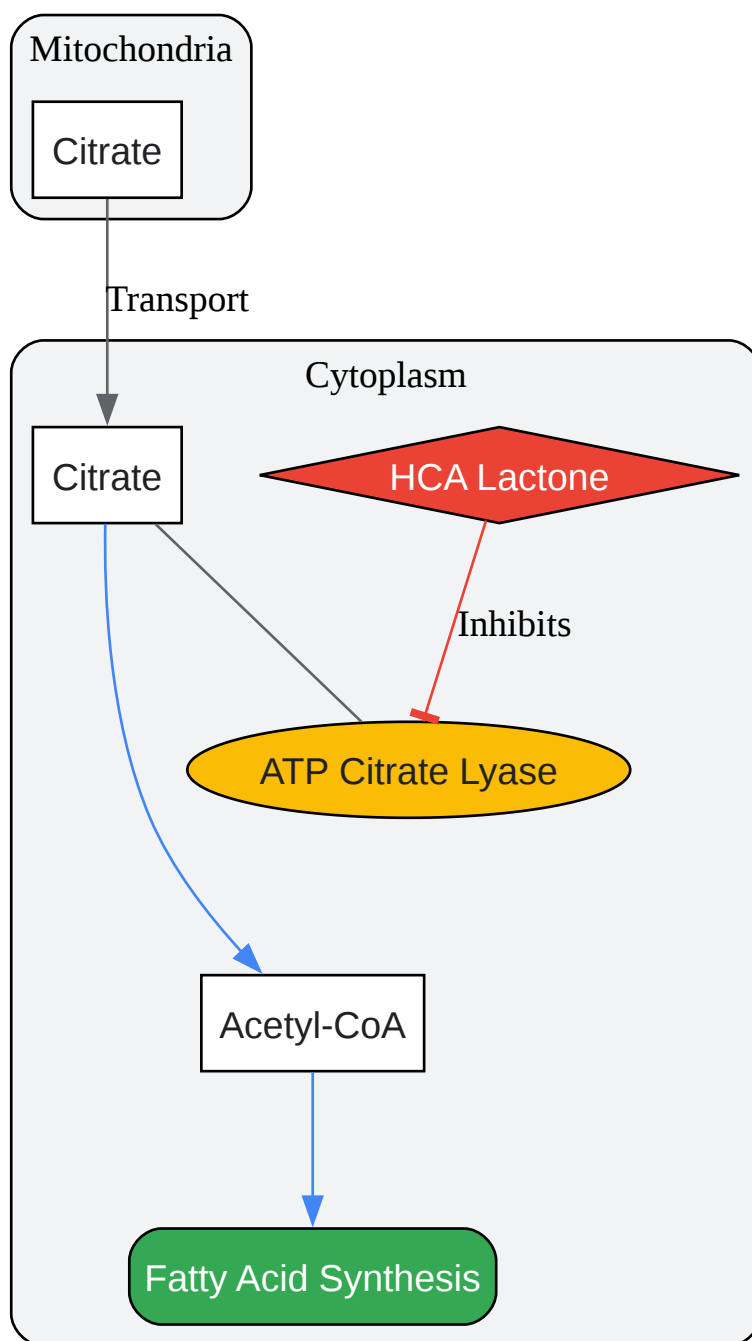 Mitochondria
Citrate
Transport
Cytoplasm
Citrate
HCA Lactone
Inhibits
ATP Citrate Lyase
Acetyl-CoA
Fatty Acid Synthesis